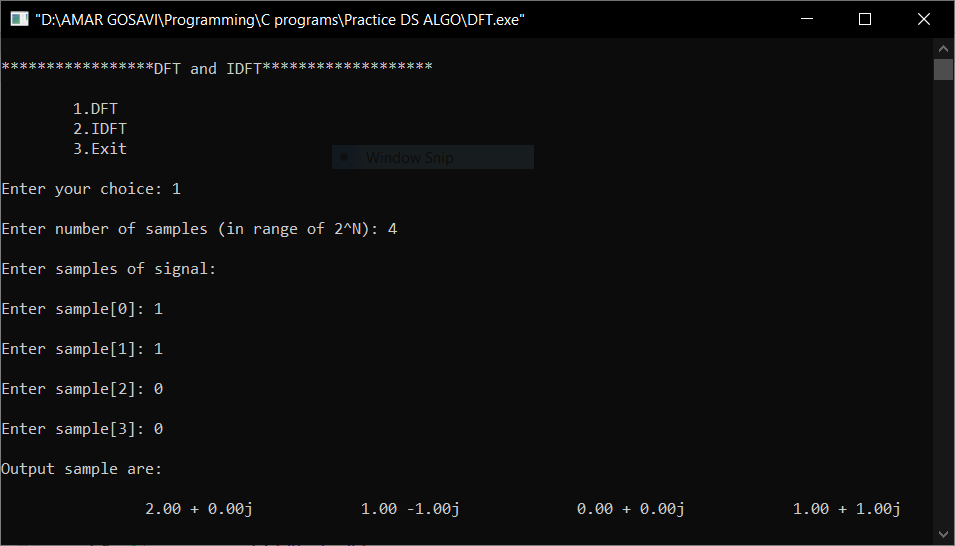 "D:\AMAR GOSAVI\Programming\C programs\Practice DS ALGO\DFT.exe"
*****************DFT and IDFT*******************
1.DFT
2.IDFT
3.Exit
Window Snip
Enter your choice: 1
Enter number of samples (in range of 2^N): 4
Enter samples of signal:
Enter sample[0]: 1
Enter sample[1]: 1
Enter sample[2]: 0
Enter sample[3]: 0
Output sample are:
2.00 + 0.00j 1.00 -1.00j 0.00 + 0.00j 1.00 + 1.00j